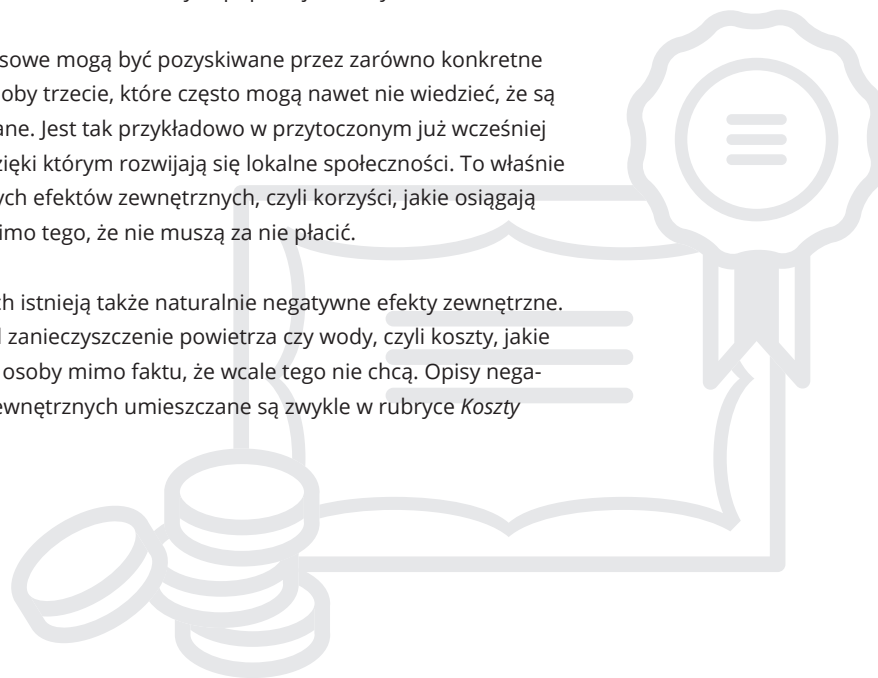 sowe mogą być pozyskiwane przez zarówno konkretne
oby trzecie, które często mogą nawet nie wiedzieć, że są
ane. Jest tak przykładowo w przytoczonym już wcześniej
zięki którym rozwijają się lokalne społeczności. To właśnie
ych efektów zewnętrznych, czyli korzyści, jakie osiągają
imo tego, że nie muszą za nie płacić.
ch istnieją także naturalnie negatywne efekty zewnętrzne.
zanieczyszczenie powietrza czy wody, czyli koszty, jakie
osoby mimo faktu, że wcale tego nie chcą. Opisy nega-
ewnętrznych umieszczane są zwykle w rubryce Koszty